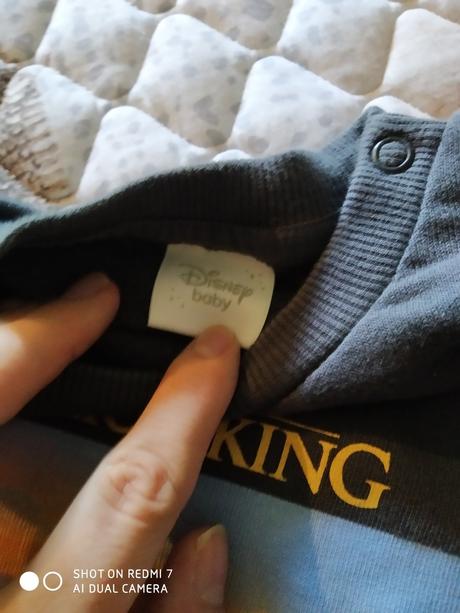 Disney
baby
KING
SHOT ON REDMI 7
AI DUAL CAMERA